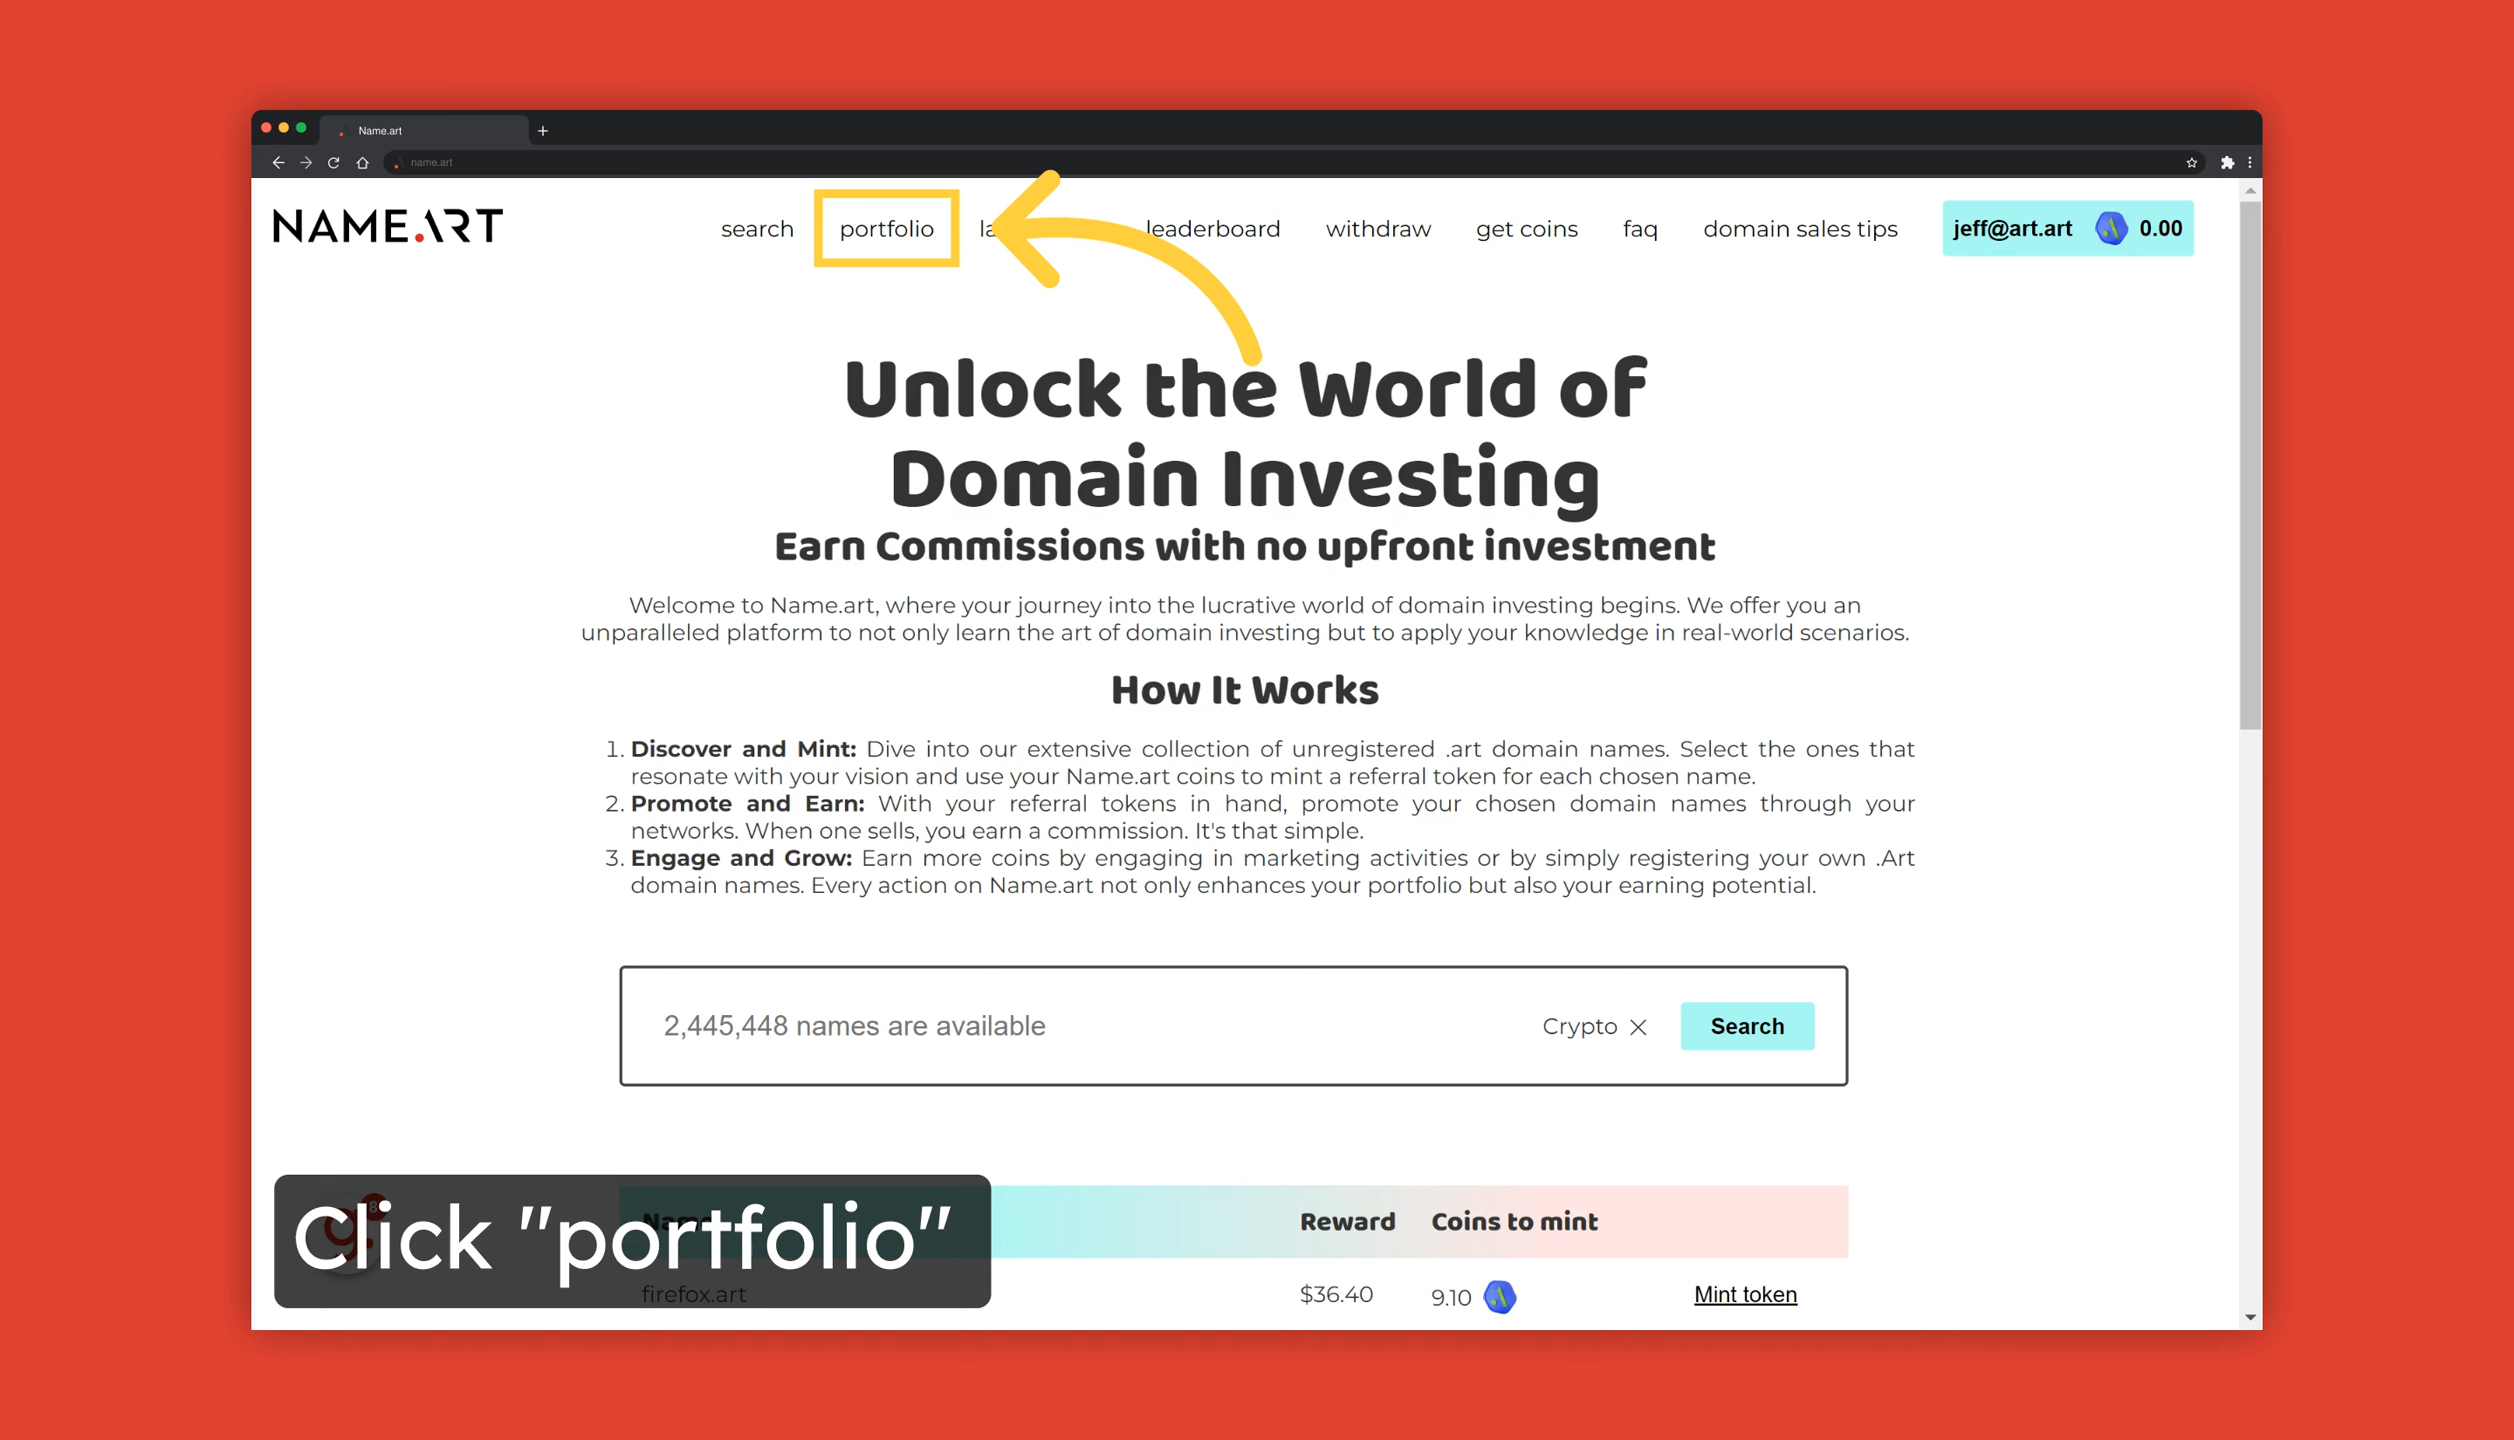 Name.art
name.art
NAME.ART
search portfolio leaderboard withdraw get coins faq domain sales tips jeff@art.art 0.00
Unlock the World of
Domain Investing
Earn Commissions with no upfront investment
Welcome to Name.art, where your journey into the lucrative world of domain investing begins. We offer you an
unparalleled platform to not only learn the art of domain investing but to apply your knowledge in real-world scenarios.
How It Works
1. Discover and Mint: Dive into our extensive collection of unregistered .art domain names. Select the ones that
resonate with your vision and use your Name.art coins to mint a referral token for each chosen name.
2. Promote and Earn: With your referral tokens in hand, promote your chosen domain names through your
networks. When one sells, you earn a commission. It's that simple.
3. Engage and Grow: Earn more coins by engaging in marketing activities or by simply registering your own .Art
domain names. Every action on Name.art not only enhances your portfolio but also your earning potential.
2,445,448 names are available Crypto Search
Name Reward Coins to mint
Click "portfolio"
firefox.art $36.40 9.10 Mint token